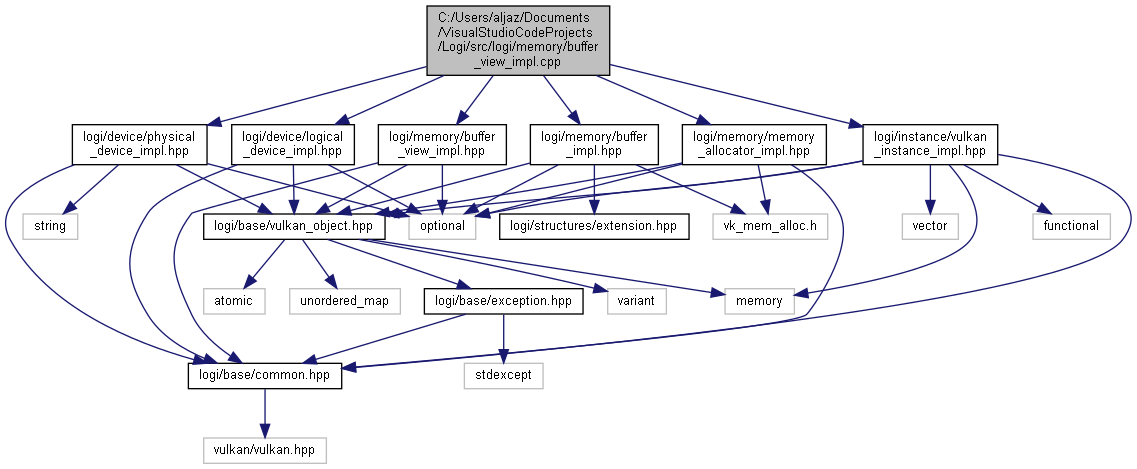 C:/Users/aljaz/Documents
/VisualStudioCodeProjects
/Logi/src/logi/memory/buffer
_view_impl.cpp
logi/device/physical
_device_impl.hpp
logi/device/logical
_device_impl.hpp
logi/memory/buffer
_view_impl.hpp
logi/memory/buffer
_impl.hpp
logi/memory/memory
_allocator_impl.hpp
logi/instance/vulkan
_instance_impl.hpp
string
logi/base/vulkan_object.hpp
optional
logi/structures/extension.hpp
vk_mem_alloc.h
vector
functional
atomic
unordered_map
logi/base/exception.hpp
variant
memory
logi/base/common.hpp
stdexcept
vulkan/vulkan.hpp